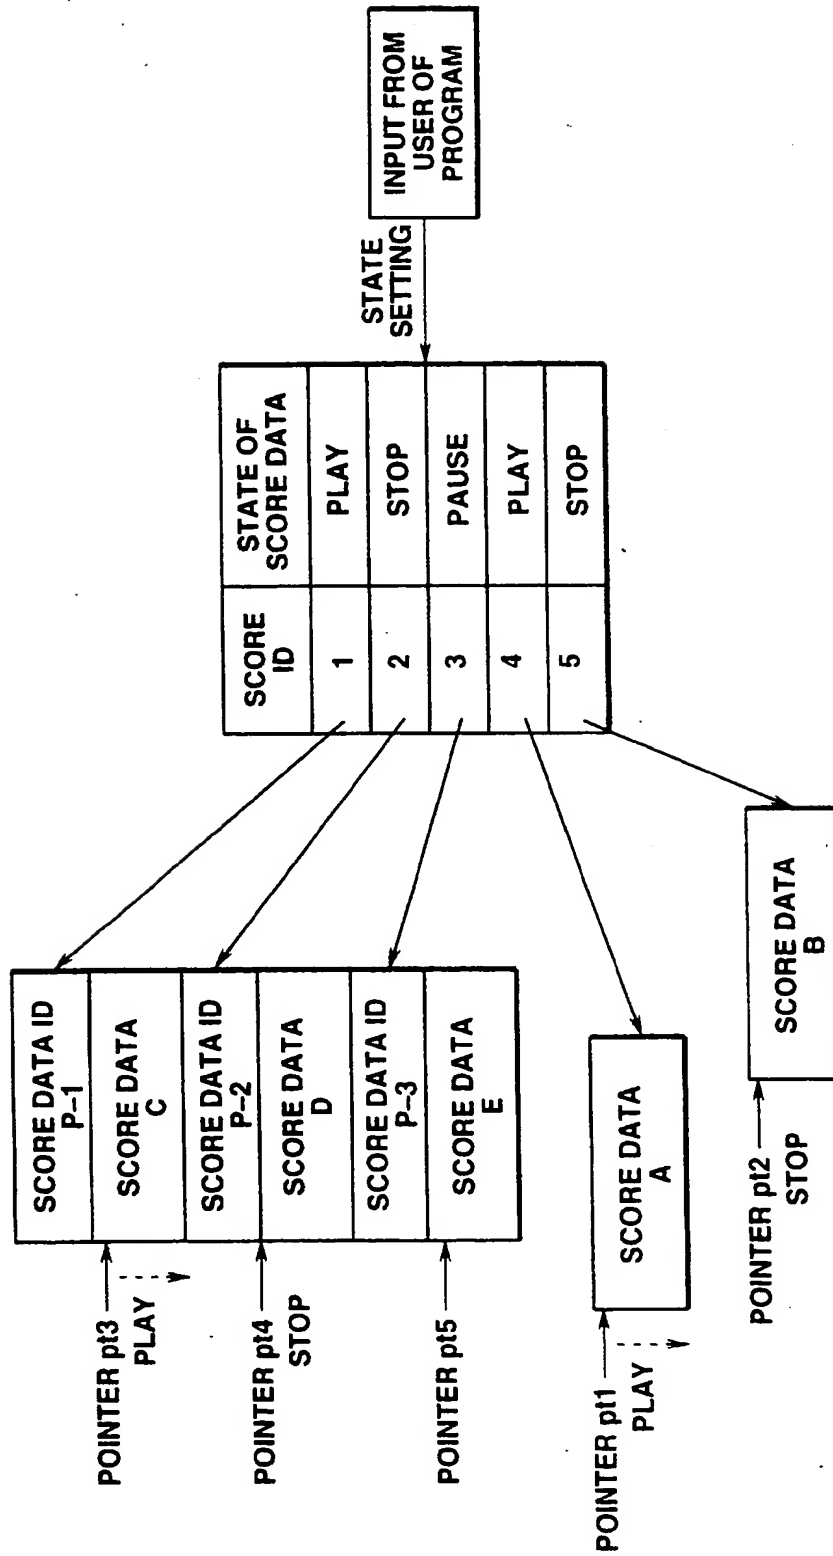 POINTER pt3
PLAY
POINTER pt4
STOP
POINTER pt5
POINTER pt1
PLAY
POINTER pt2
STOP
SCORE DATA ID
P–1
SCORE DATA
C
SCORE DATA ID
P–2
SCORE DATA
D
SCORE DATA ID
P–3
SCORE DATA
E
SCORE DATA
A
SCORE DATA
B
SCORE
ID
STATE OF
SCORE DATA
1
PLAY
2
STOP
3
PAUSE
4
PLAY
5
STOP
STATE
SETTING
INPUT FROM
USER OF
PROGRAM